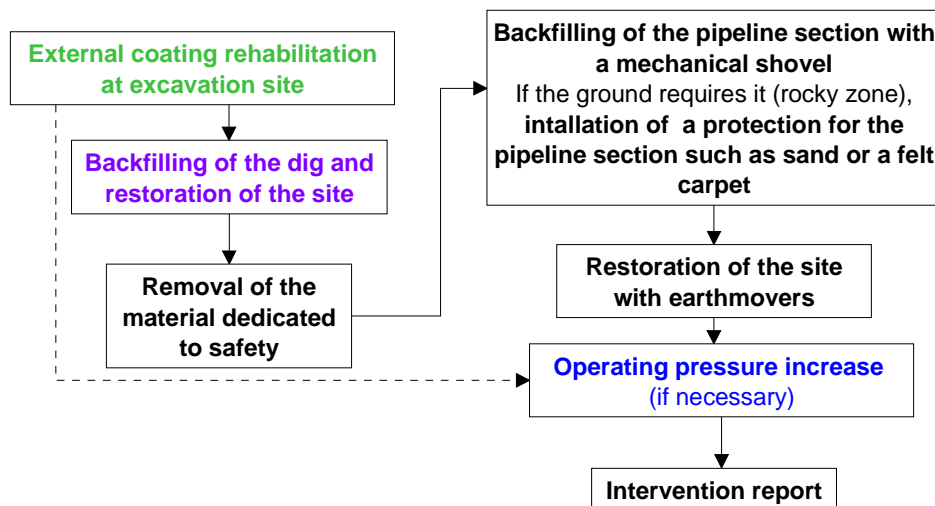 External coating rehabilitation
at excavation site
Backfilling of the dig and
restoration of the site
Removal of the
material dedicated
to safety
Backfilling of the pipeline section with
a mechanical shovel
If the ground requires it (rocky zone),
intallation of a protection for the
pipeline section such as sand or a felt
carpet
Restoration of the site
with earthmovers
Operating pressure increase
(if necessary)
Intervention report